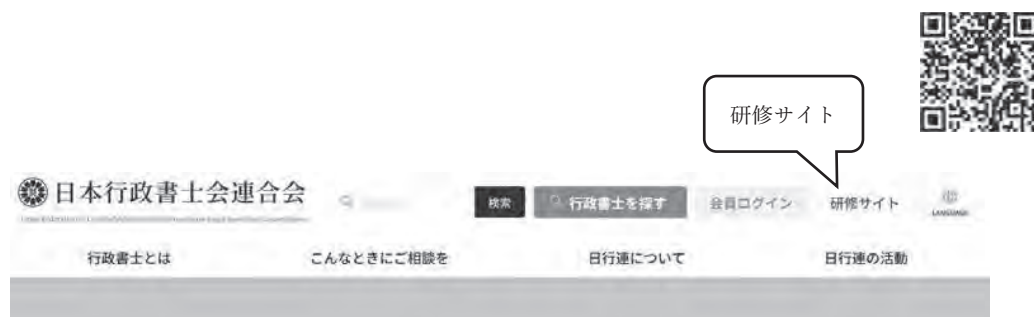 研修サイト
日本行政書士会連合会
検索
行政書士を探す
会員ログイン
研修サイト
LANGUAGE
行政書士とは
こんなときにご相談を
日行連について
日行連の活動